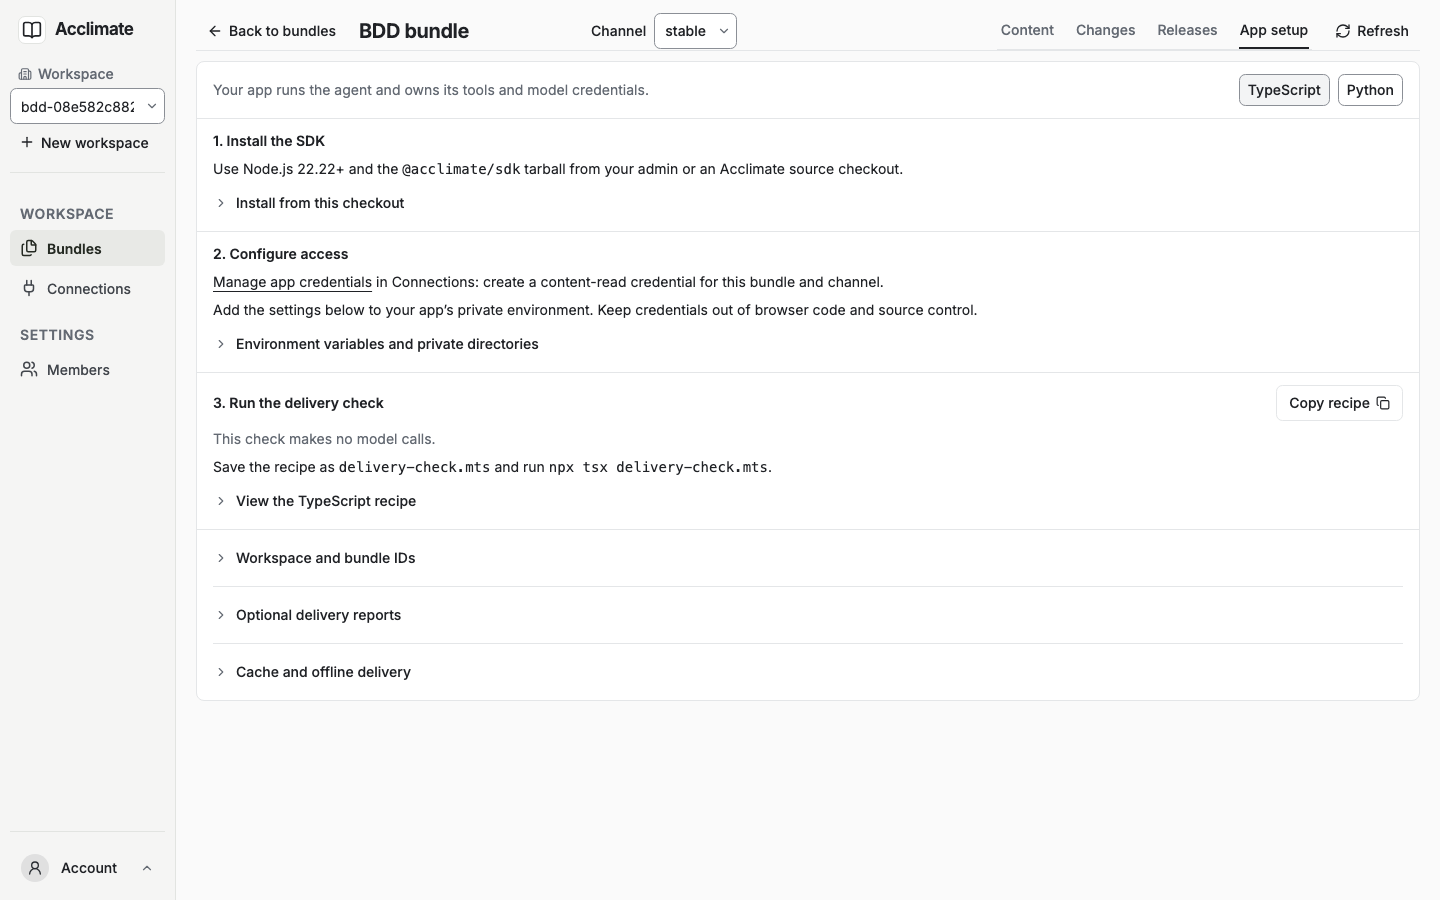 Acclimate
Workspace
bdd-08e582c882
New workspace
WORKSPACE
Bundles
Connections
SETTINGS
Members
Account
Back to bundles
BDD bundle
Channel
stable
Content
Changes
Releases
App setup
Refresh
Your app runs the agent and owns its tools and model credentials.
TypeScript
Python
1. Install the SDK
Use Node.js 22.22+ and the @acclimate/sdk tarball from your admin or an Acclimate source checkout.
Install from this checkout
2. Configure access
Manage app credentials in Connections: create a content-read credential for this bundle and channel.
Add the settings below to your app’s private environment. Keep credentials out of browser code and source control.
Environment variables and private directories
3. Run the delivery check
Copy recipe
This check makes no model calls.
Save the recipe as delivery-check.mts and run npx tsx delivery-check.mts.
View the TypeScript recipe
Workspace and bundle IDs
Optional delivery reports
Cache and offline delivery